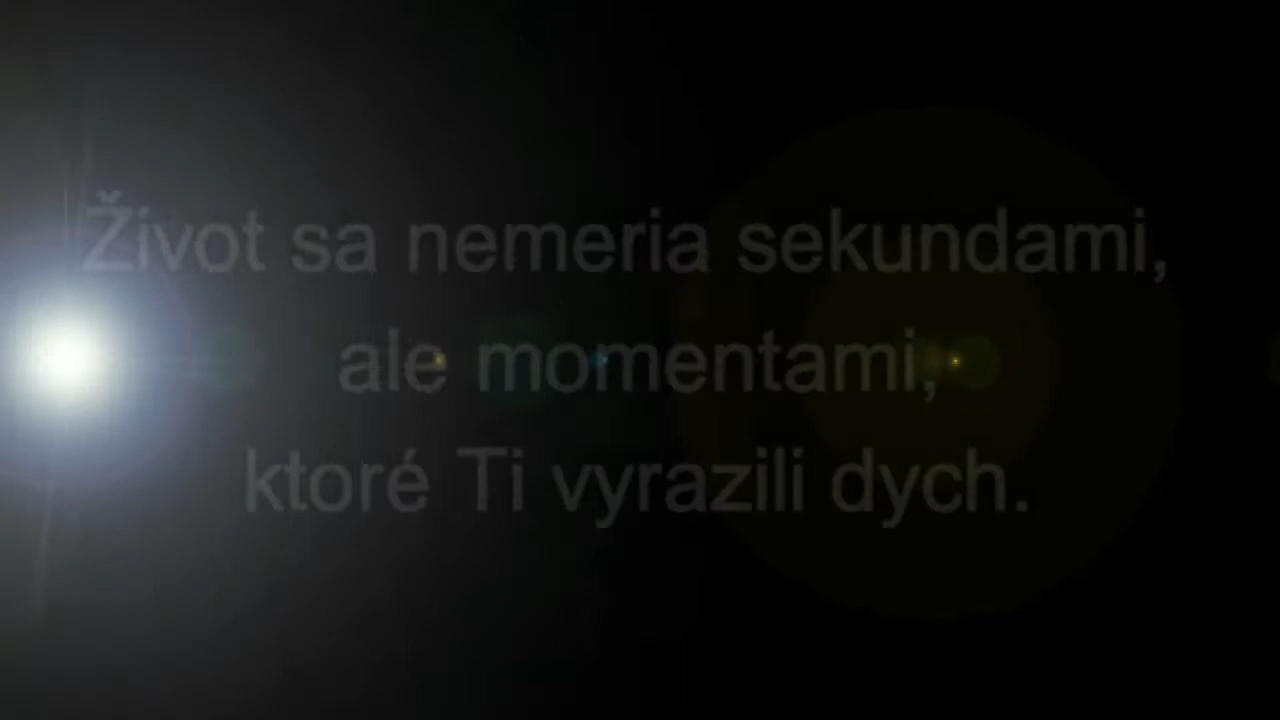 Život sa nemeria sekundami,
ale momentami,
ktoré Ti vyrazili dych.